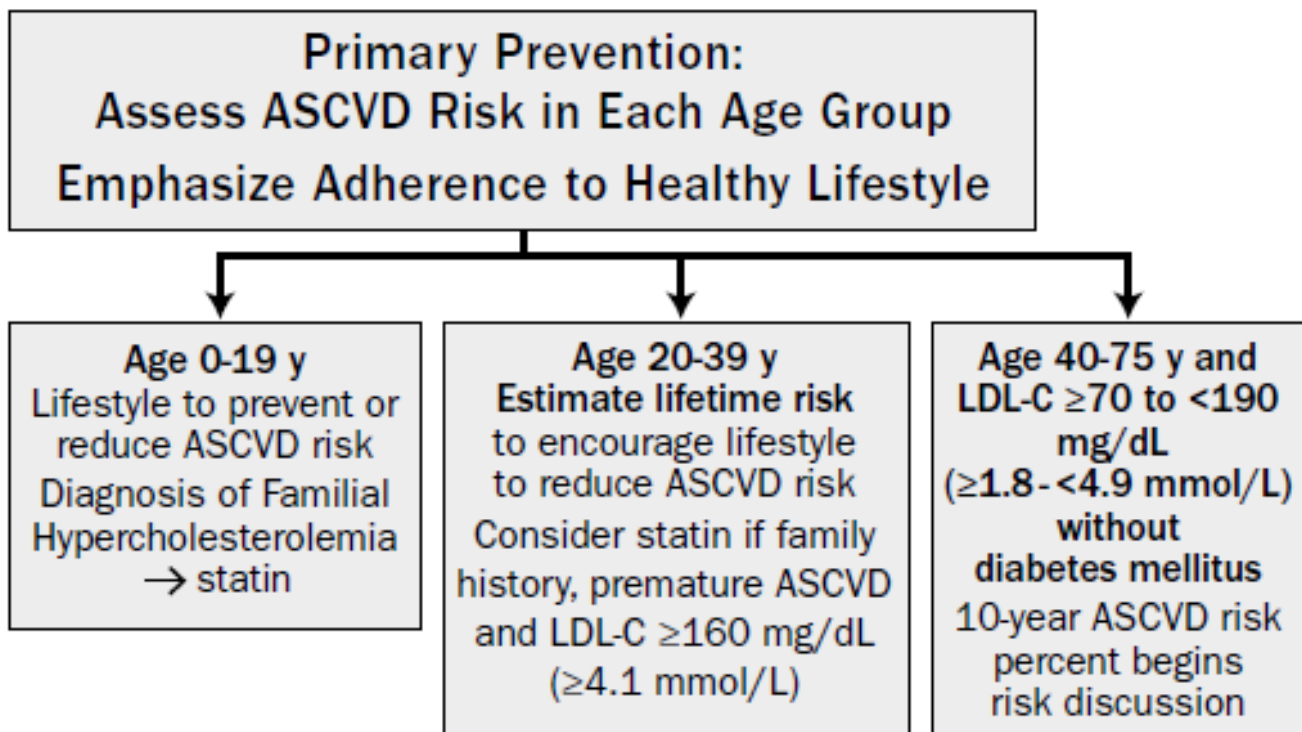 Primary Prevention:
Assess ASCVD Risk in Each Age Group
Emphasize Adherence to Healthy Lifestyle
Age 0-19 y
Lifestyle to prevent or
reduce ASCVD risk
Diagnosis of Familial
Hypercholesterolemia
→ statin
Age 20-39 y
Estimate lifetime risk
to encourage lifestyle
to reduce ASCVD risk
Consider statin if family
history, premature ASCVD
and LDL-C ≥160 mg/dL
(≥4.1 mmol/L)
Age 40-75 y and
LDL-C ≥70 to <190
mg/dL
(≥1.8-<4.9 mmol/L)
without
diabetes mellitus
10-year ASCVD risk
percent begins
risk discussion